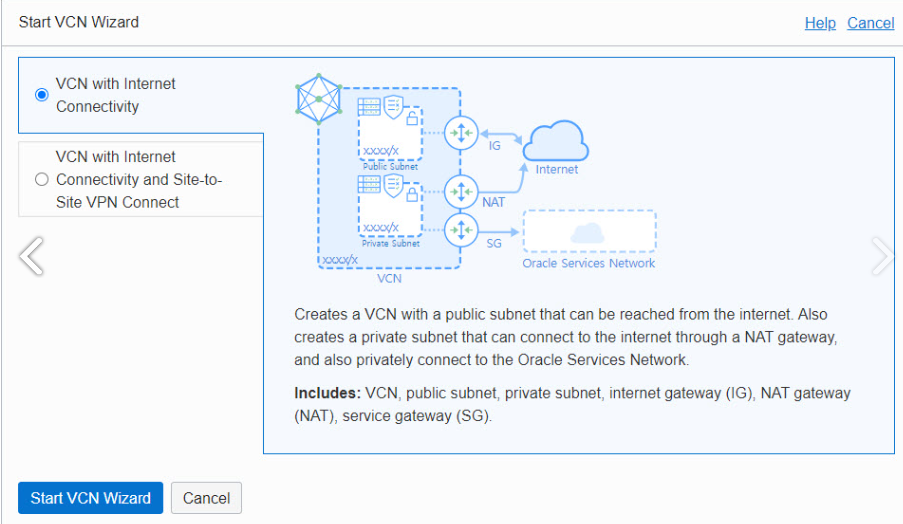 Start VCN Wizard
Help Cancel
VCN with Internet
Connectivity
VCN with Internet
Connectivity and Site-to-
Site VPN Connect
xxxx/x
Public Subnet
xxxx/x
Private Subnet
xxxx/x
VCN
IG
Internet
NAT
SG
Oracle Services Network
Creates a VCN with a public subnet that can be reached from the internet. Also
creates a private subnet that can connect to the internet through a NAT gateway,
and also privately connect to the Oracle Services Network.
Includes: VCN, public subnet, private subnet, internet gateway (IG), NAT gateway
(NAT), service gateway (SG).
Start VCN Wizard
Cancel